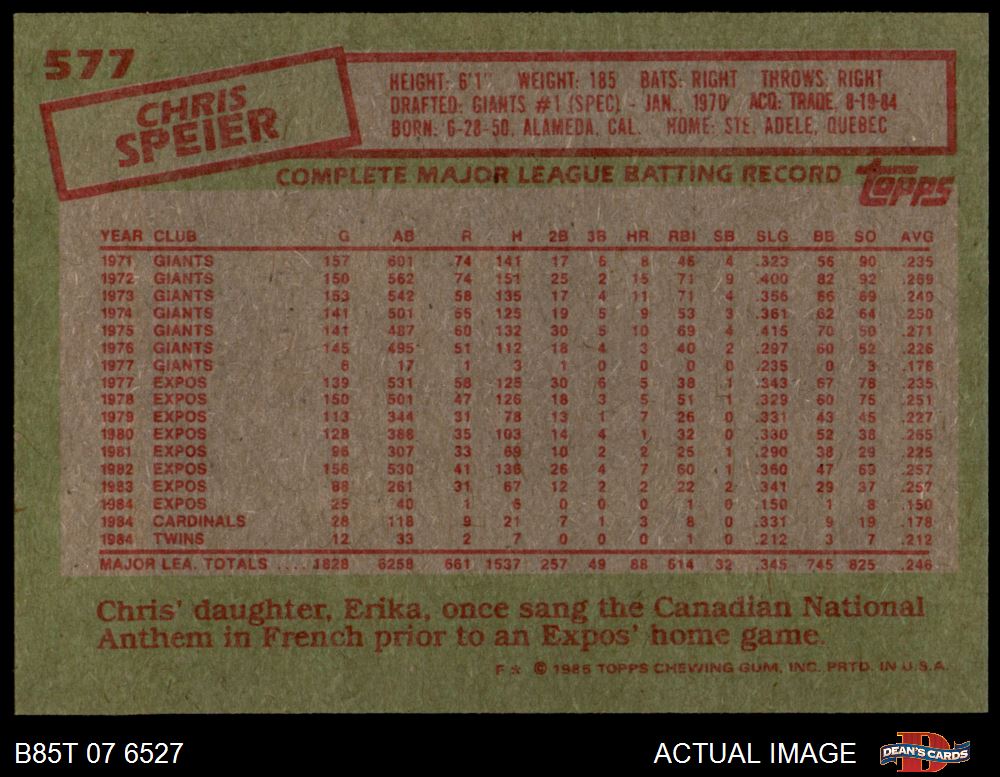 577
CHRIS
SPEIER
HEIGHT: 6'1" WEIGHT: 185 BATS: RIGHT THROWS: RIGHT
DRAFTED: GIANTS #1 (SPEC) - JAN., 1970 ACQ: TRADE, 8-19-84
BORN: 6-28-50, ALAMEDA, CAL. HOME: STE. ADELE, QUEBEC
COMPLETE MAJOR LEAGUE BATTING RECORD
TOPPS
YEAR CLUB G AB R H 2B 3B HR RBI SB SLG BB SO AVG
1971 GIANTS 157 601 74 141 17 6 8 46 4 .323 56 90 .235
1972 GIANTS 150 562 74 151 25 2 15 71 9 .400 82 92 .269
1973 GIANTS 153 542 58 135 17 4 11 71 4 .356 66 69 .249
1974 GIANTS 141 501 55 125 19 5 9 53 3 .361 62 64 .250
1975 GIANTS 141 487 60 132 30 5 10 69 4 .415 70 50 .271
1976 GIANTS 145 495 51 112 18 4 3 40 2 .297 60 52 .226
1977 GIANTS 6 17 1 3 1 0 0 0 0 .235 0 3 .176
1977 EXPOS 139 531 58 125 30 6 5 38 1 .343 67 78 .235
1978 EXPOS 150 501 47 126 18 3 5 51 1 .329 60 75 .251
1979 EXPOS 113 344 31 78 13 1 7 26 0 .331 43 45 .227
1980 EXPOS 128 388 35 103 14 4 1 32 0 .330 52 38 .265
1981 EXPOS 96 307 33 69 10 2 2 25 1 .290 38 29 .225
1982 EXPOS 156 530 41 136 26 4 7 60 1 .360 47 63 .257
1983 EXPOS 88 261 31 67 12 2 2 22 2 .341 29 37 .257
1984 EXPOS 25 40 1 6 0 0 0 1 0 .150 1 8 .150
1984 CARDINALS 28 118 9 21 7 1 3 8 0 .331 9 19 .178
1984 TWINS 12 33 2 7 0 0 0 1 0 .212 3 7 .212
MAJOR LEA. TOTALS .... 1828 6258 661 1537 257 49 88 614 32 .345 745 825 .246
Chris' daughter, Erika, once sang the Canadian National
Anthem in French prior to an Expos' home game.
F * © 1985 TOPPS CHEWING GUM, INC. PRTD. IN U.S.A.
B85T 07 6527 ACTUAL IMAGE DEAN'S CARDS